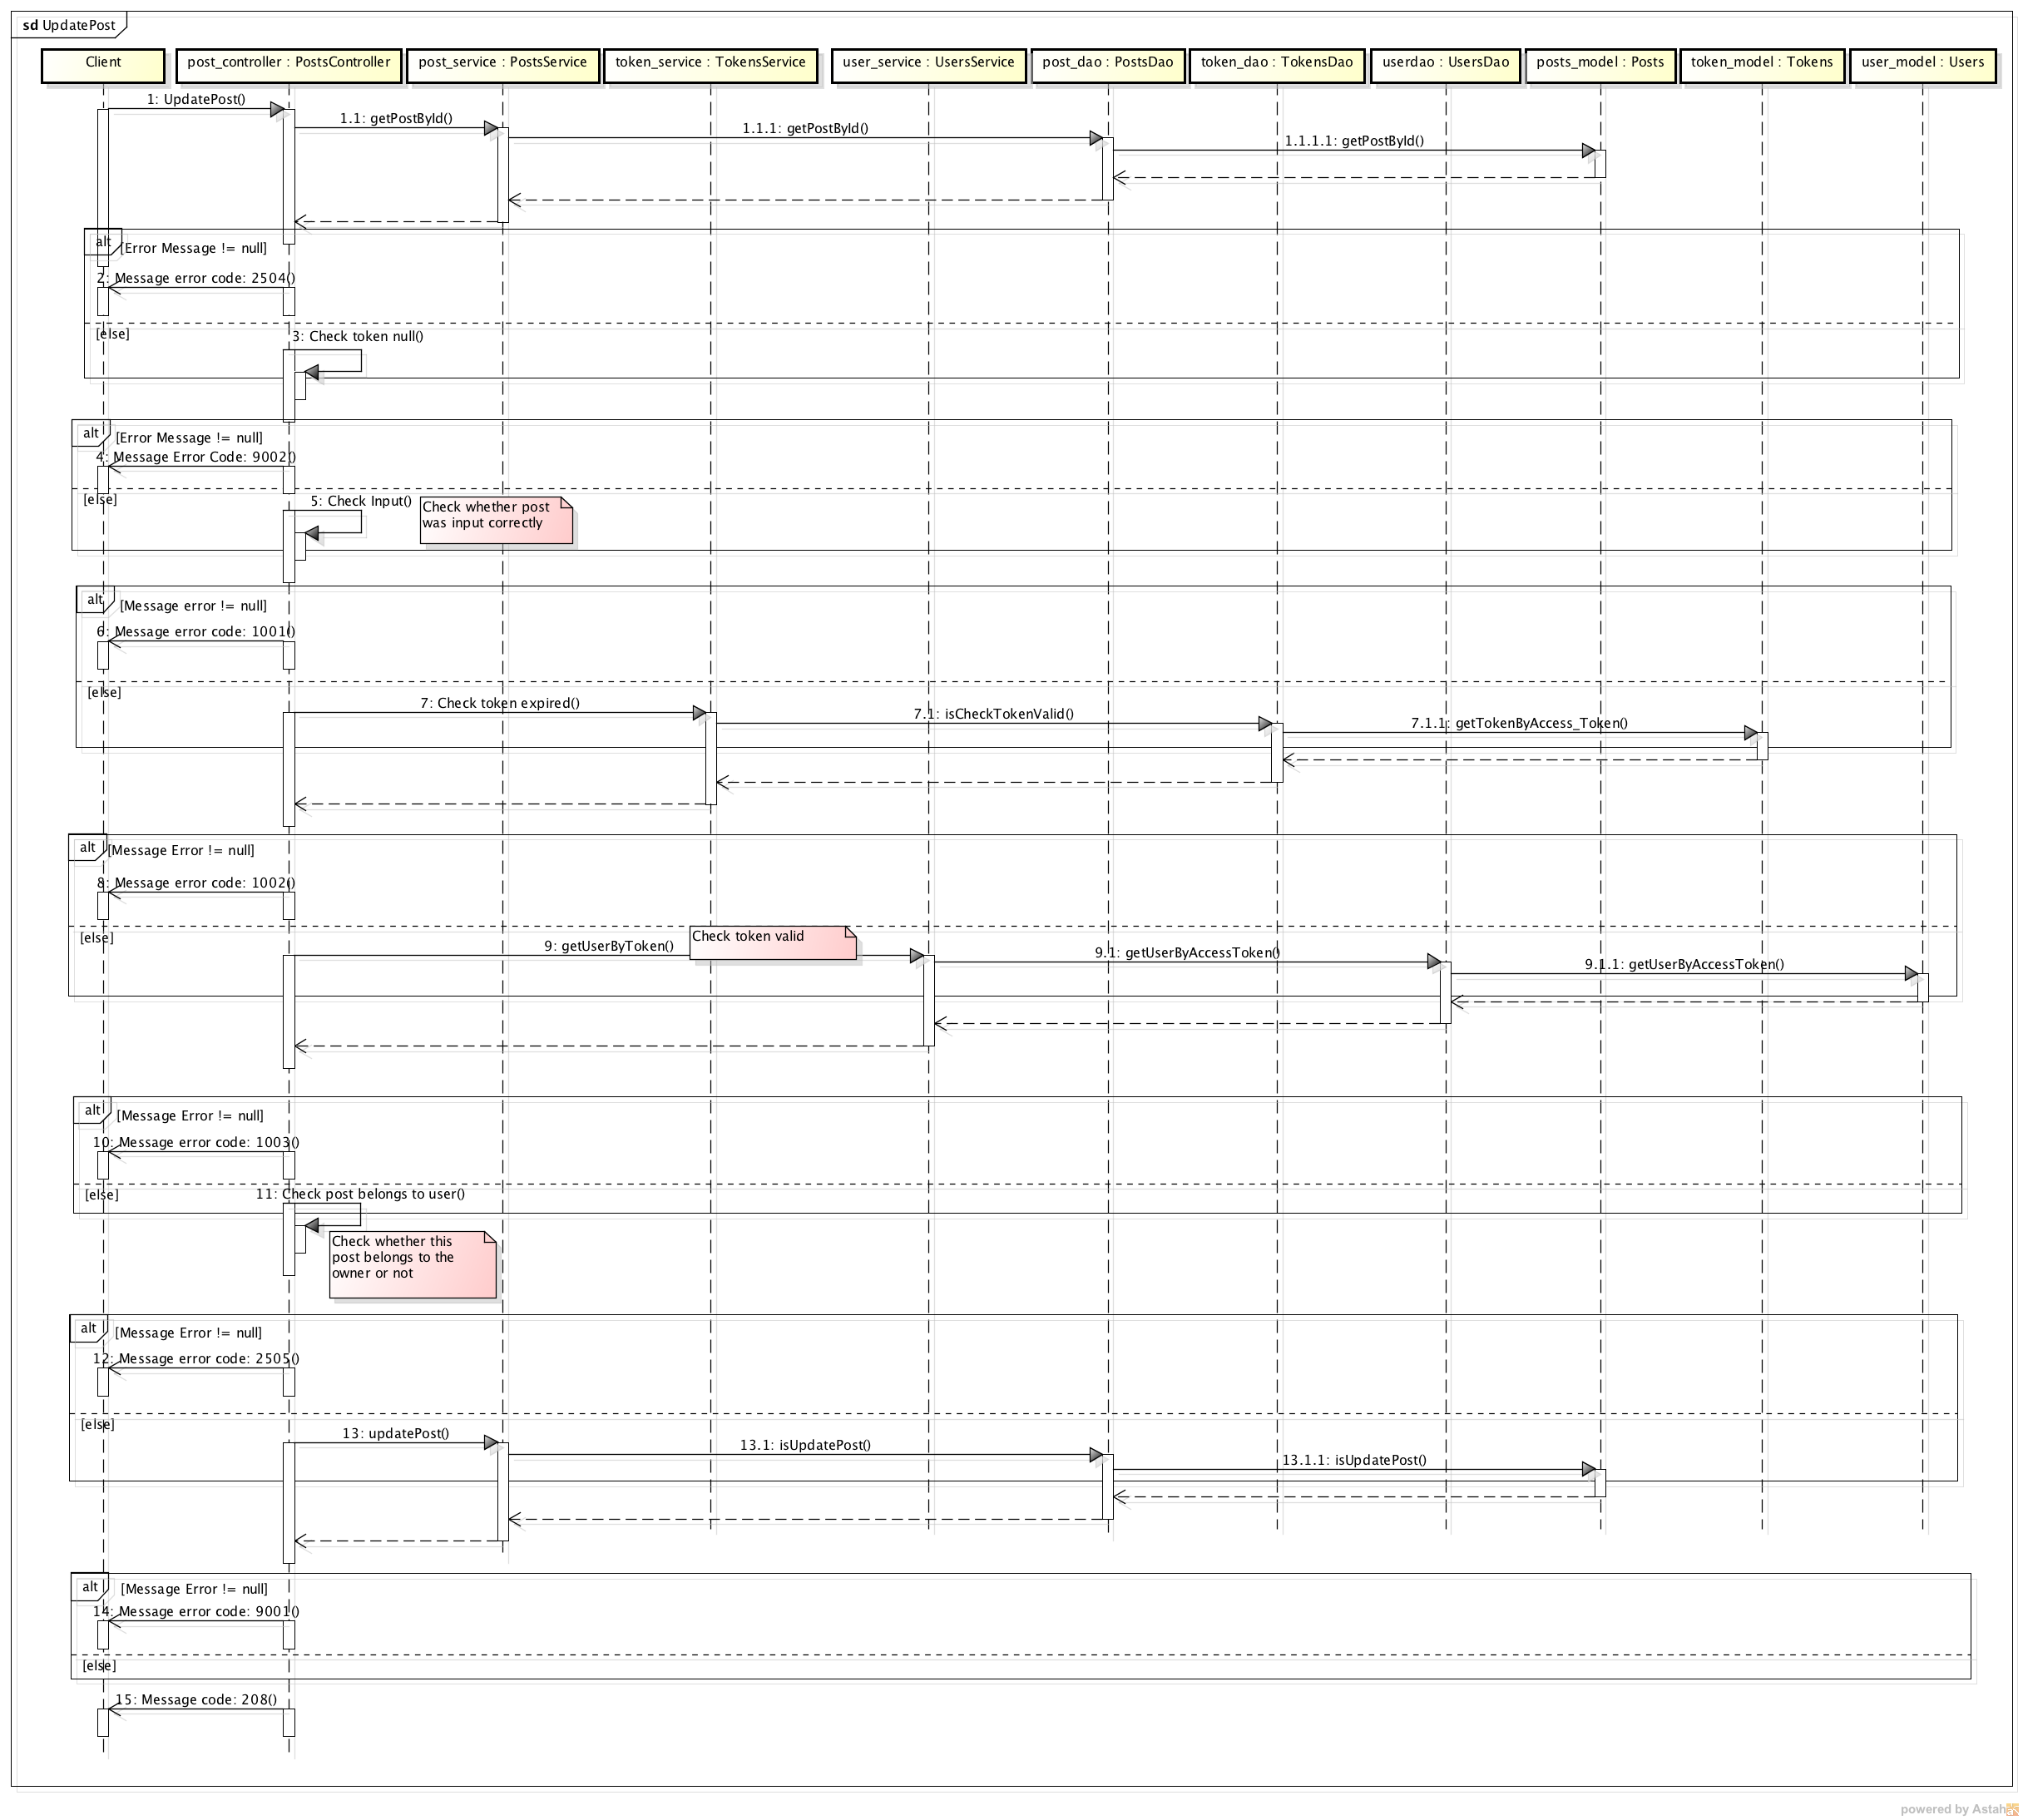 sd UpdatePost
Client
post_controller : PostsController
post_service : PostsService
token_service : TokensService
user_service : UsersService
post_dao : PostsDao
token_dao : TokensDao
userdao : UsersDao
posts_model : Posts
token_model : Tokens
user_model : Users
1: UpdatePost()
1.1: getPostById()
1.1.1: getPostById()
1.1.1.1: getPostById()
alt
[Error Message != null]
2: Message error code: 2504()
[else]
3: Check token null()
alt
[Error Message != null]
4: Message Error Code: 9002()
[else]
5: Check Input()
Check whether post
was input correctly
alt
[Message error != null]
6: Message error code: 1001()
[else]
7: Check token expired()
7.1: isCheckTokenValid()
7.1.1: getTokenByAccess_Token()
alt
[Message Error != null]
8: Message error code: 1002()
[else]
9: getUserByToken()
Check token valid
9.1: getUserByAccessToken()
9.1.1: getUserByAccessToken()
alt
[Message Error != null]
10: Message error code: 1003()
[else]
11: Check post belongs to user()
Check whether this
post belongs to the
owner or not
alt
[Message Error != null]
12: Message error code: 2505()
[else]
13: updatePost()
13.1: isUpdatePost()
13.1.1: isUpdatePost()
alt
[Message Error != null]
14: Message error code: 9001()
[else]
15: Message code: 208()
powered by Astah